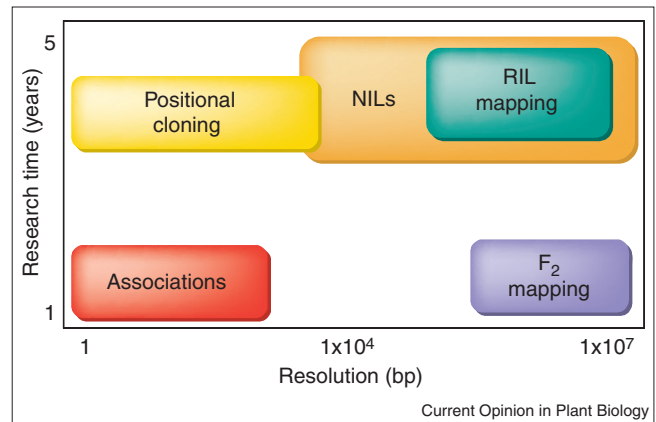 5
Research time (years)
1
Positional
cloning
NILs
RIL
mapping
Associations
F₂
mapping
1
1x10⁴
1x10⁷
Resolution (bp)
Current Opinion in Plant Biology